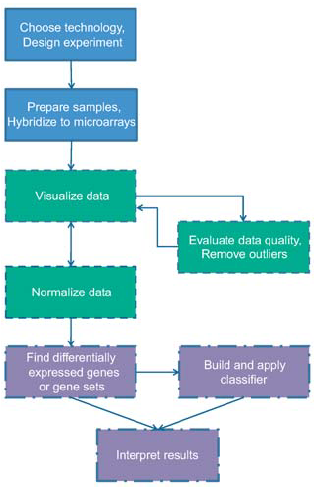 Choose technology,
Design experiment
Prepare samples,
Hybridize to microarrays
Visualize data
Evaluate data quality,
Remove outliers
Normalize data
Find differentially
expressed genes
or gene sets
Build and apply
classifier
Interpret results